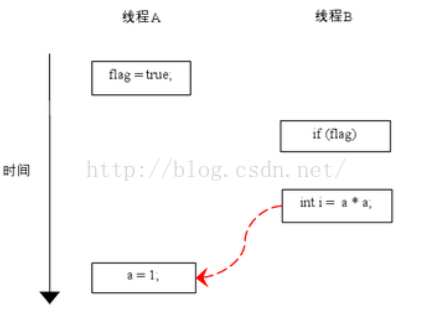 线程A 线程B
flag = true;
if (flag)
时间 http://blog.csdn.net/
int i = a * a;
a = 1;